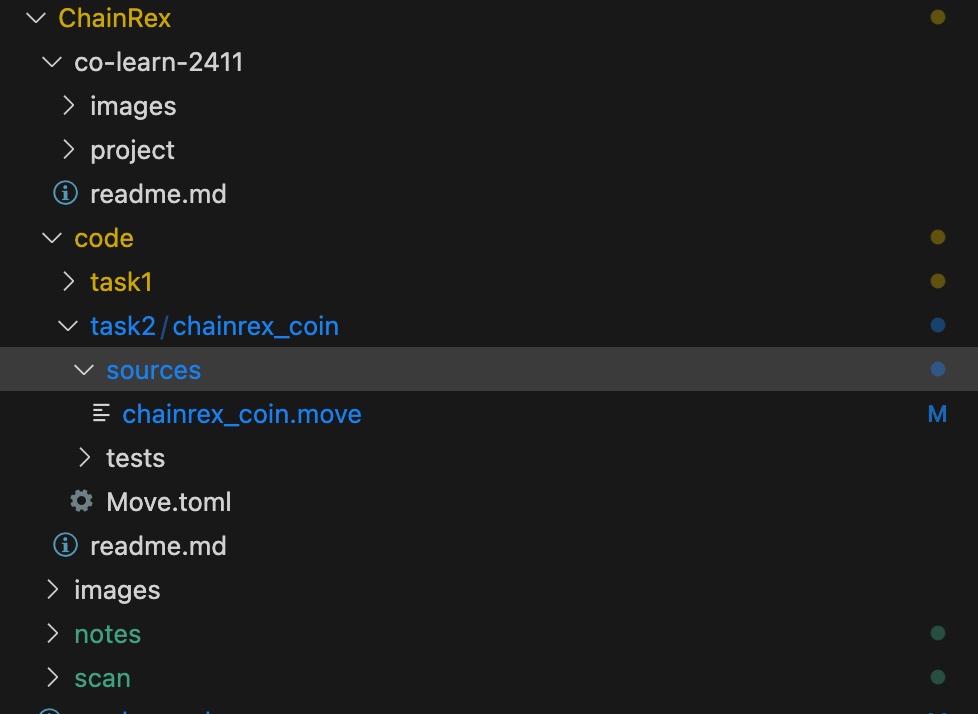 ChainRex
co-learn-2411
images
project
readme.md
code
task1
task2/chainrex_coin
sources
chainrex_coin.move M
tests
Move.toml
readme.md
images
notes
scan